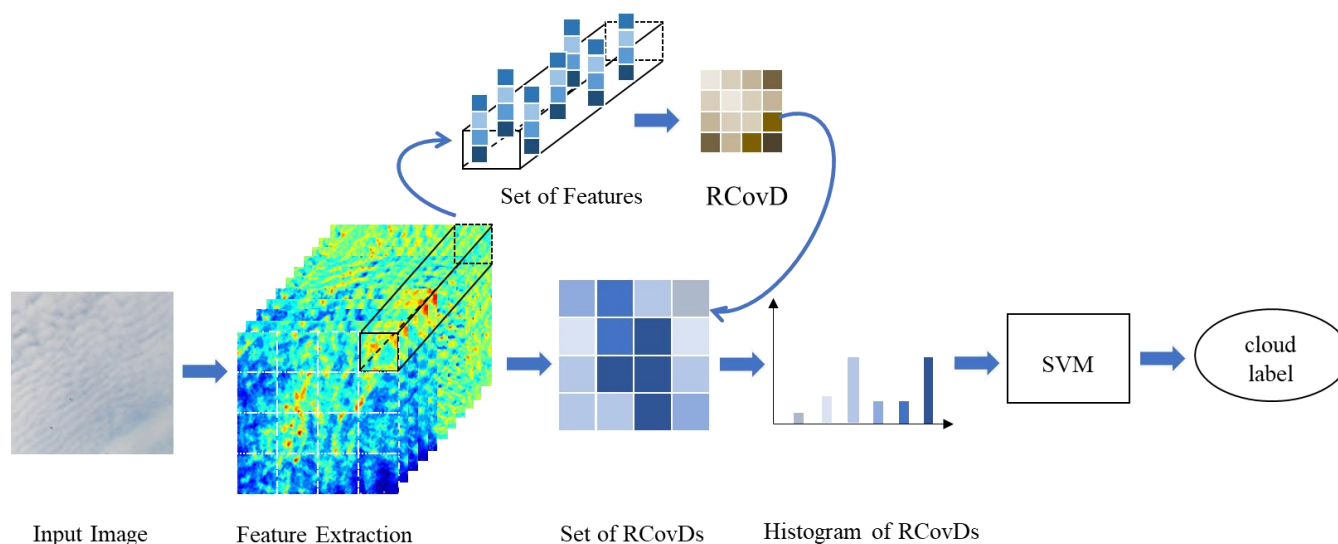 Set of Features
RCovD
SVM
cloud
label
Input Image
Feature Extraction
Set of RCovDs
Histogram of RCovDs